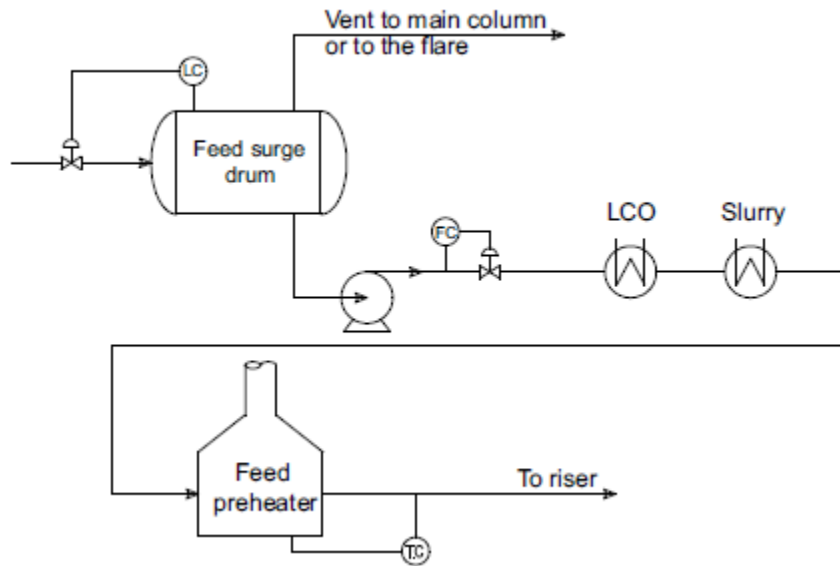 Vent to main column
or to the flare
LC
Feed surge
drum
FC
LCO
Slurry
Feed
preheater
To riser
TC